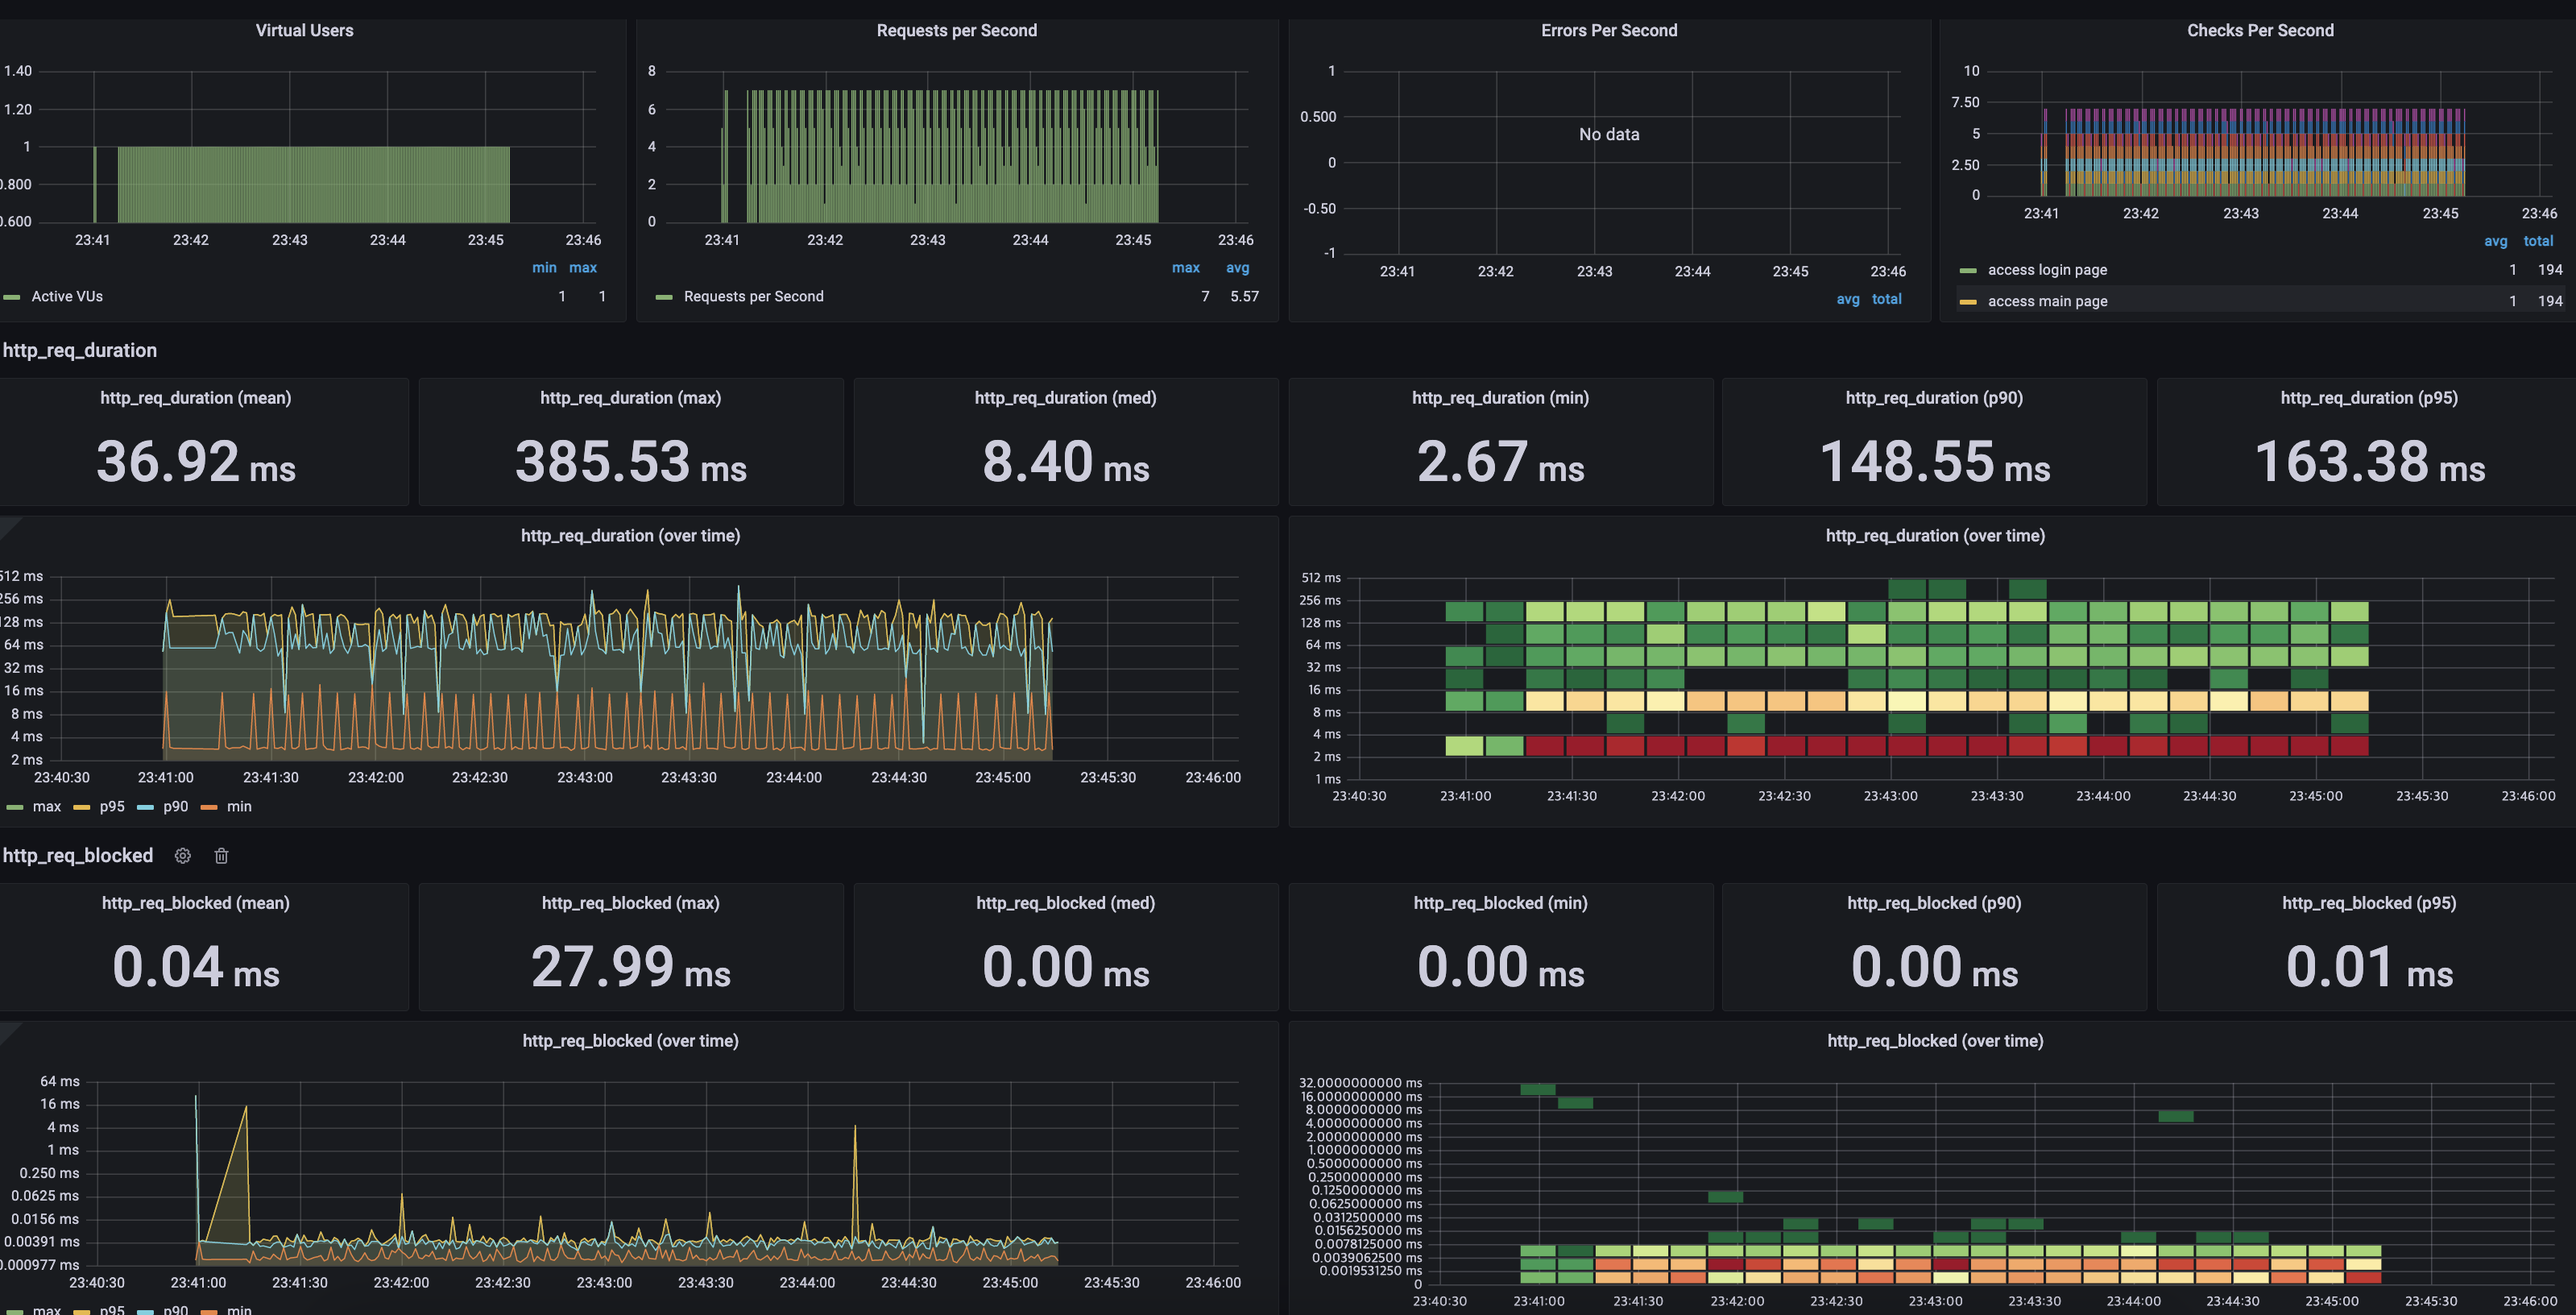 Virtual Users
1.40
1.20
1
0.800
0.600
23:41 23:42 23:43 23:44 23:45 23:46
min max
Active VUs 1 1
Requests per Second
8
6
4
2
0
23:41 23:42 23:43 23:44 23:45 23:46
max avg
Requests per Second 7 5.57
Errors Per Second
1
0.500
0
-0.50
-1
No data
23:41 23:42 23:43 23:44 23:45 23:46
avg total
Checks Per Second
10
7.50
5
2.50
0
23:41 23:42 23:43 23:44 23:45 23:46
avg total
access login page 1 194
access main page 1 194
http_req_duration
http_req_duration (mean)
36.92 ms
http_req_duration (max)
385.53 ms
http_req_duration (med)
8.40 ms
http_req_duration (min)
2.67 ms
http_req_duration (p90)
148.55 ms
http_req_duration (p95)
163.38 ms
http_req_duration (over time)
512 ms
256 ms
128 ms
64 ms
32 ms
16 ms
8 ms
4 ms
2 ms
23:40:30 23:41:00 23:41:30 23:42:00 23:42:30 23:43:00 23:43:30 23:44:00 23:44:30 23:45:00 23:45:30 23:46:00
max p95 p90 min
http_req_duration (over time)
512 ms
256 ms
128 ms
64 ms
32 ms
16 ms
8 ms
4 ms
2 ms
1 ms
23:40:30 23:41:00 23:41:30 23:42:00 23:42:30 23:43:00 23:43:30 23:44:00 23:44:30 23:45:00 23:45:30 23:46:00
http_req_blocked
http_req_blocked (mean)
0.04 ms
http_req_blocked (max)
27.99 ms
http_req_blocked (med)
0.00 ms
http_req_blocked (min)
0.00 ms
http_req_blocked (p90)
0.00 ms
http_req_blocked (p95)
0.01 ms
http_req_blocked (over time)
64 ms
16 ms
4 ms
1 ms
0.250 ms
0.0625 ms
0.0156 ms
0.00391 ms
0.000977 ms
23:40:30 23:41:00 23:41:30 23:42:00 23:42:30 23:43:00 23:43:30 23:44:00 23:44:30 23:45:00 23:45:30 23:46:00
max p95 p90 min
http_req_blocked (over time)
32.0000000000 ms
16.0000000000 ms
8.0000000000 ms
4.0000000000 ms
2.0000000000 ms
1.0000000000 ms
0.5000000000 ms
0.2500000000 ms
0.1250000000 ms
0.0625000000 ms
0.0312500000 ms
0.0156250000 ms
0.0078125000 ms
0.0039062500 ms
0.0019531250 ms
0
23:40:30 23:41:00 23:41:30 23:42:00 23:42:30 23:43:00 23:43:30 23:44:00 23:44:30 23:45:00 23:45:30 23:46:00